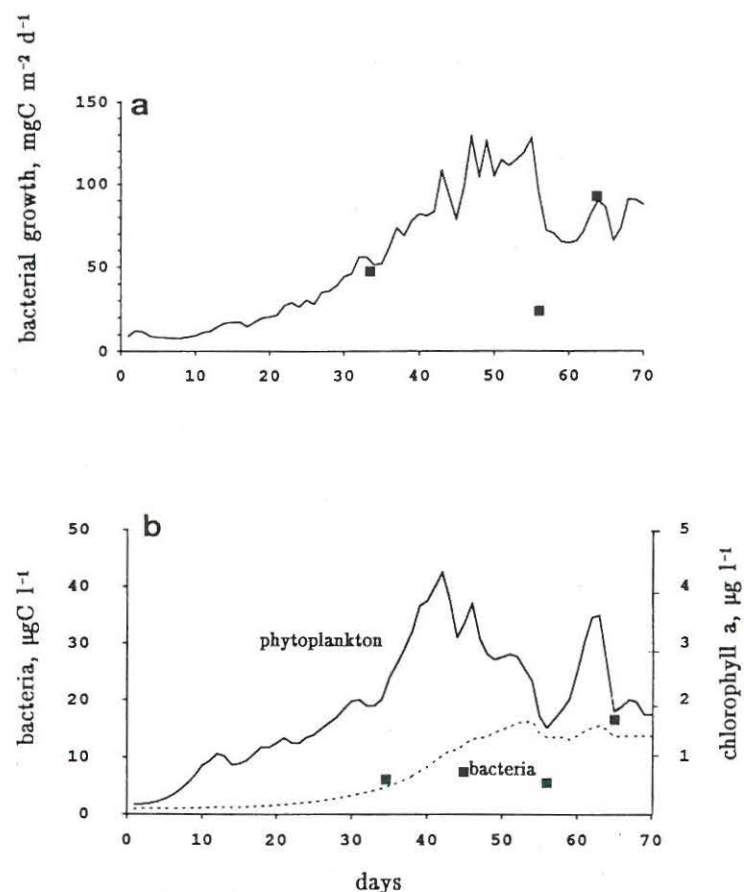 bacterial growth, mgC m⁻² d⁻¹
a
150
100
50
0
0 10 20 30 40 50 60 70
b
bacteria, μgC l⁻¹
50
40
30
20
10
0
phytoplankton
bacteria
5
4
3
2
1
chlorophyll a, μg l⁻¹
0 10 20 30 40 50 60 70
days